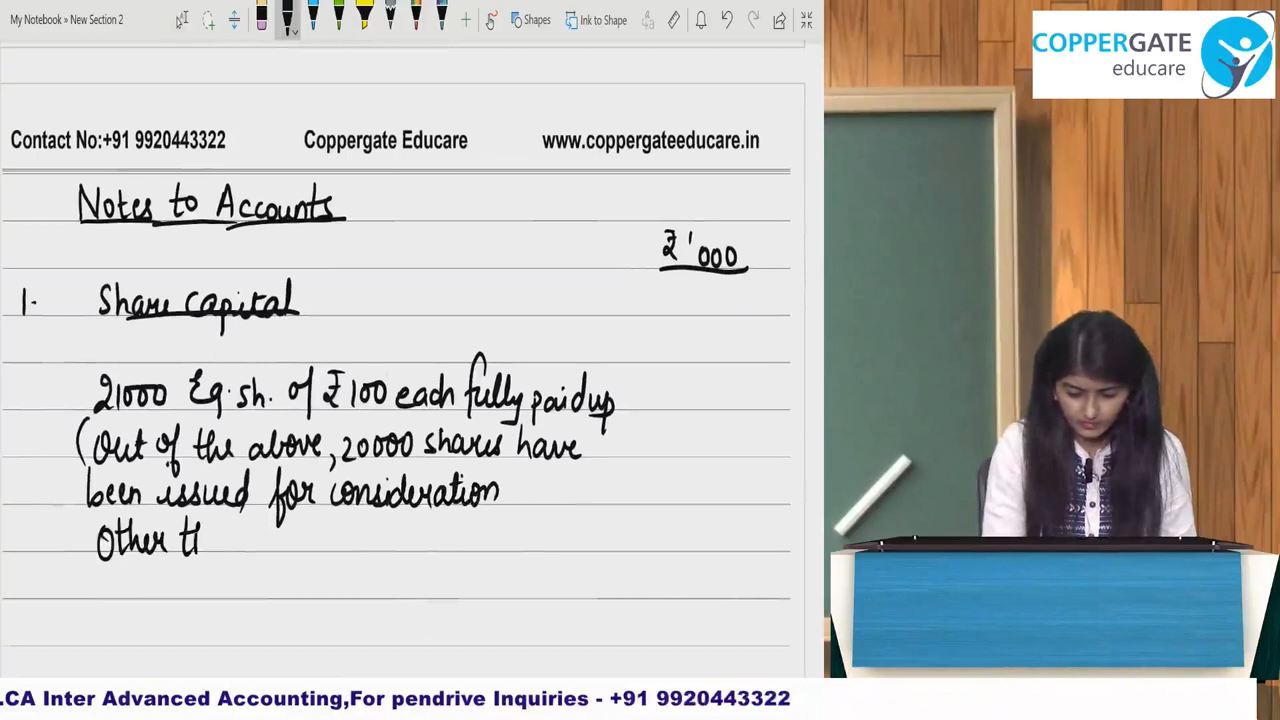 My Notebook » New Section 2
Shapes
Ink to Shape
COPPERGATE
educare
Contact No:+91 9920443322
Coppergate Educare
www.coppergateeducare.in
Notes to Accounts
₹'000
1. Share Capital
21000 Eq. sh. of ₹100 each fully paid up
(Out of the above, 20000 shares have
been issued for consideration
Other t
.CA Inter Advanced Accounting,For pendrive Inquiries - +91 9920443322